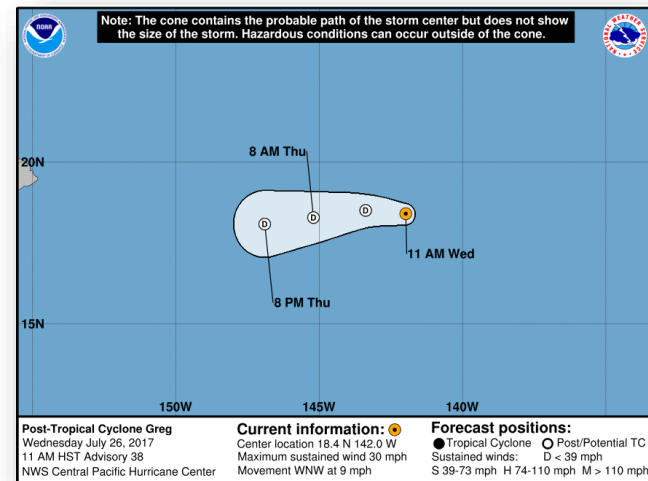 Note: The cone contains the probable path of the storm center but does not show
the size of the storm. Hazardous conditions can occur outside of the cone.
NOAA
NATIONAL WEATHER SERVICE
20N
8 AM Thu
D
D
D
11 AM Wed
8 PM Thu
15N
150W
145W
140W
Post-Tropical Cyclone Greg
Wednesday July 26, 2017
11 AM HST Advisory 38
NWS Central Pacific Hurricane Center
Current information:
Center location 18.4 N 142.0 W
Maximum sustained wind 30 mph
Movement WNW at 9 mph
Forecast positions:
Tropical Cyclone Post/Potential TC
Sustained winds: D < 39 mph
S 39-73 mph H 74-110 mph M > 110 mph